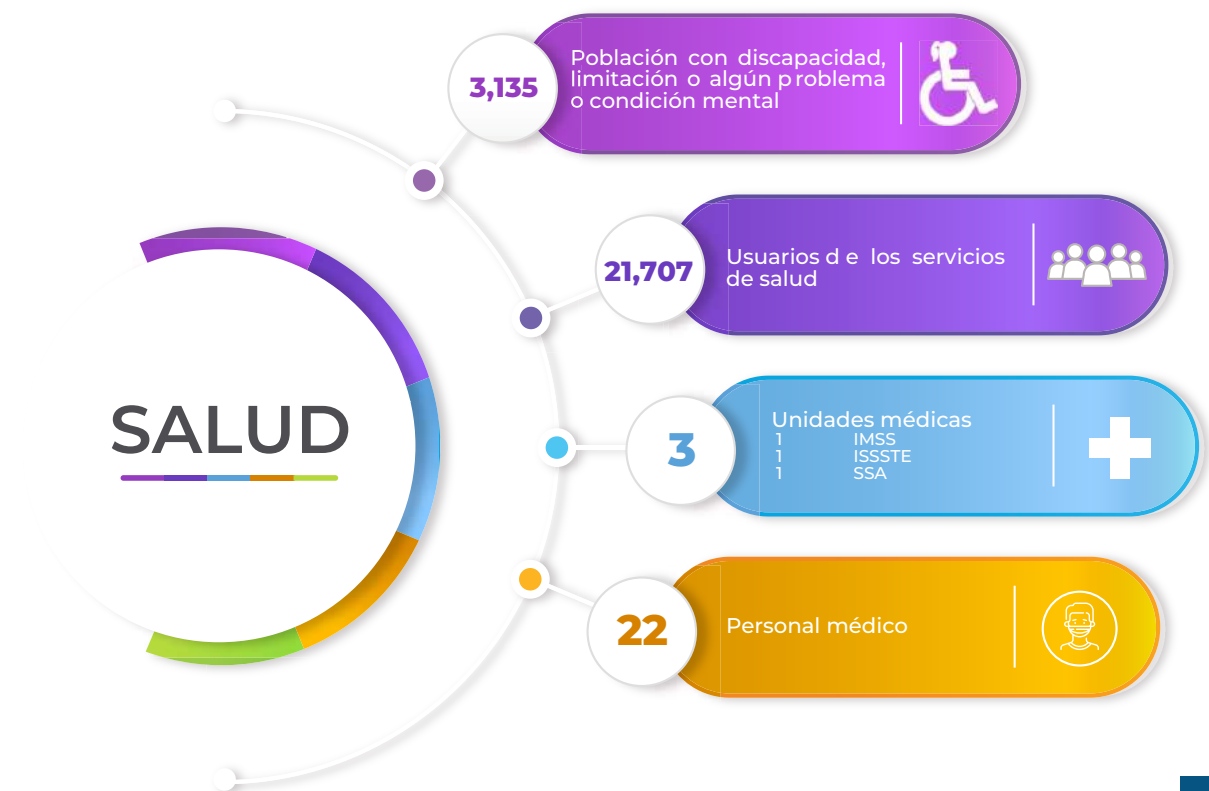 3,135
Población con discapacidad,
limitación o algún problema
o condición mental
21,707
Usuarios de los servicios
de salud
SALUD
3
Unidades médicas
1 IMSS
1 ISSSTE
1 SSA
22
Personal médico